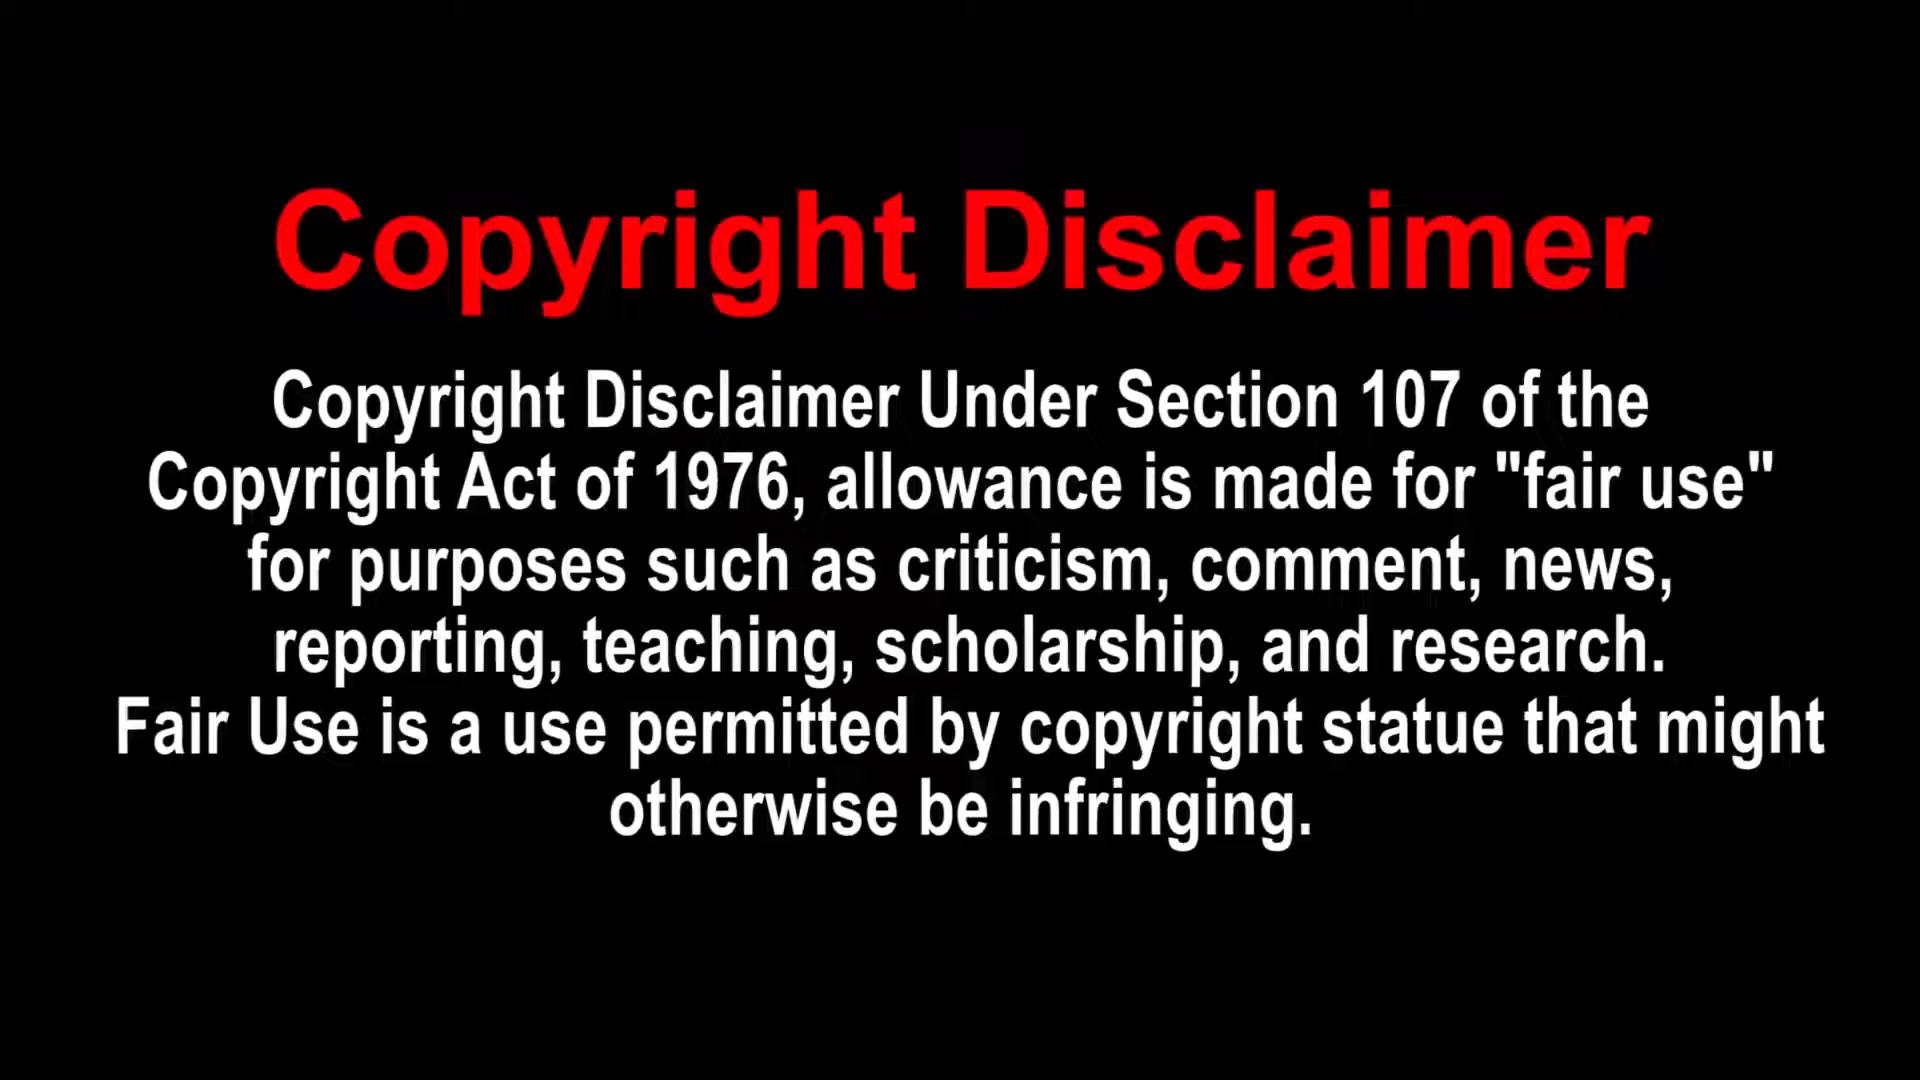 Copyright Disclaimer
Copyright Disclaimer Under Section 107 of the
Copyright Act of 1976, allowance is made for "fair use"
for purposes such as criticism, comment, news,
reporting, teaching, scholarship, and research.
Fair Use is a use permitted by copyright statue that might
otherwise be infringing.